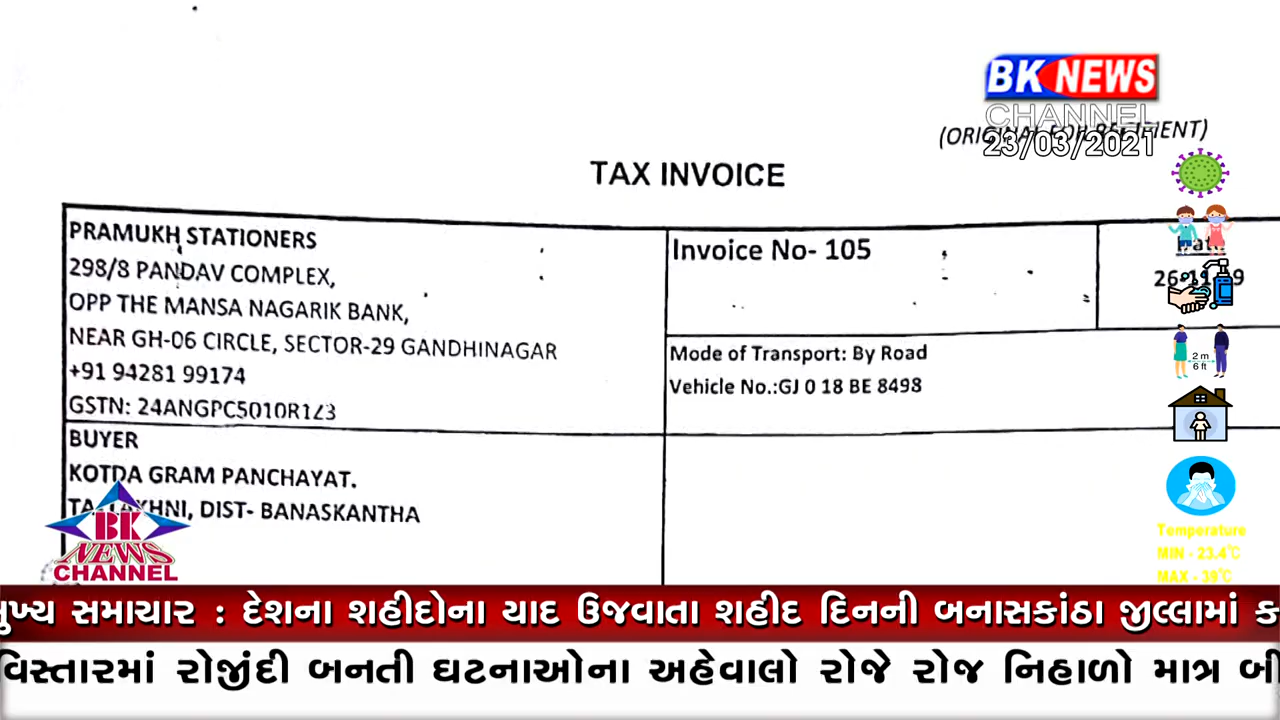 BK NEWS
CHANNEL
23/03/2021
(ORIGINAL FOR RECIPIENT)
TAX INVOICE
PRAMUKH STATIONERS
298/8 PANDAV COMPLEX,
OPP THE MANSA NAGARIK BANK,
NEAR GH-06 CIRCLE, SECTOR-29 GANDHINAGAR
+91 94281 99174
GSTN: 24ANGPC5010R1Z3
Invoice No- 105
Mode of Transport: By Road
Vehicle No.:GJ 0 18 BE 8498
BUYER
KOTDA GRAM PANCHAYAT.
DIST- BANASKANTHA
2 m
6 ft
Temperature
MIN - 23.4℃
MAX - 39℃
BK
NEWS
CHANNEL
મુખ્ય સમાચાર : દેશના શહીદોના યાદ ઉજવાતા શહીદ દિનની બનાસકાંઠા જીલ્લામાં
વિસ્તારમાં રોજીંદી બનતી ઘટનાઓના અહેવાલો રોજે રોજ નિહાળો માત્ર બી